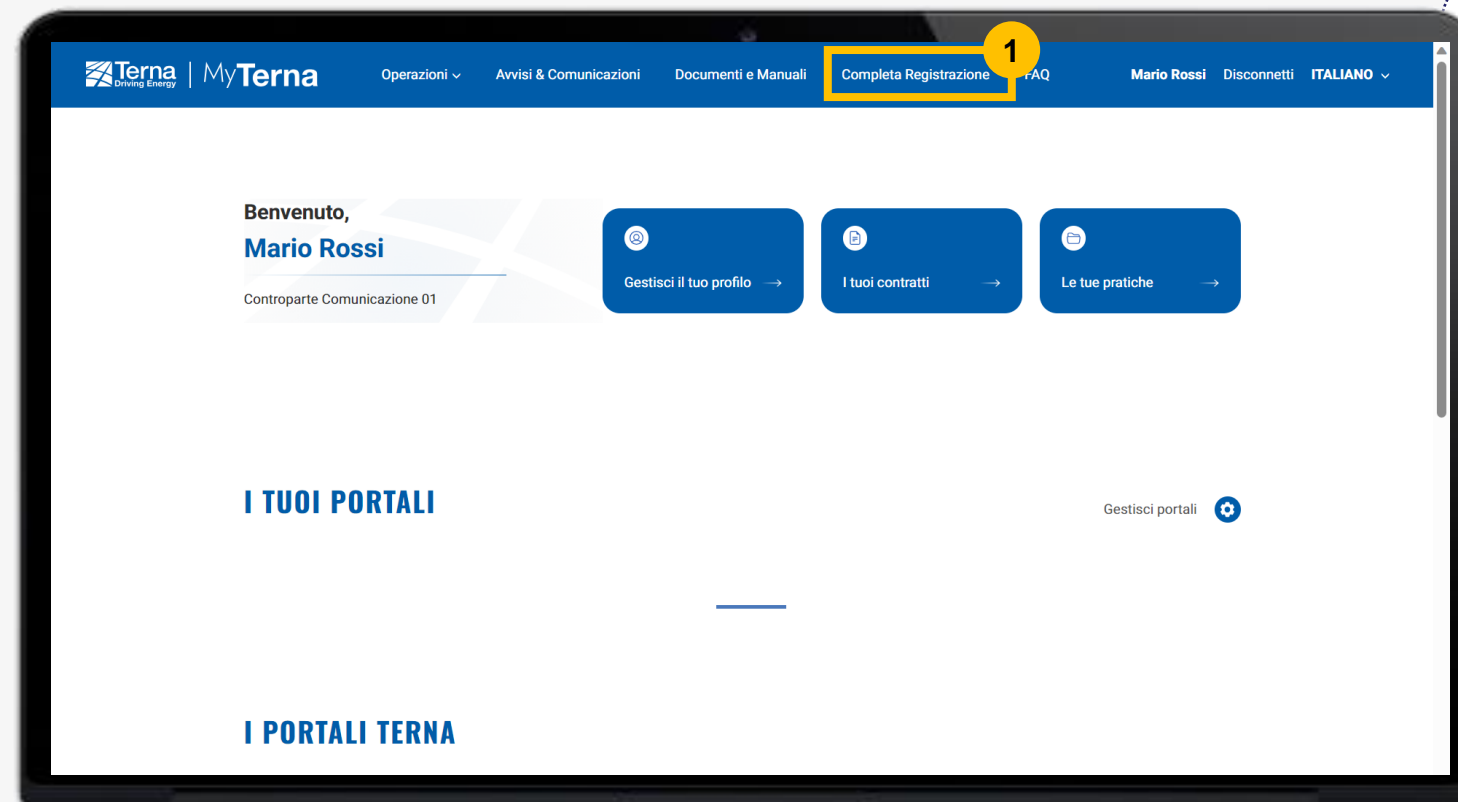 1
Terna Driving Energy | MyTerna Operazioni Avvisi & Comunicazioni Documenti e Manuali Completa Registrazione FAQ Mario Rossi Disconnetti ITALIANO
Benvenuto,
Mario Rossi
Controparte Comunicazione 01
Gestisci il tuo profilo → I tuoi contratti → Le tue pratiche →
I TUOI PORTALI
Gestisci portali
I PORTALI TERNA